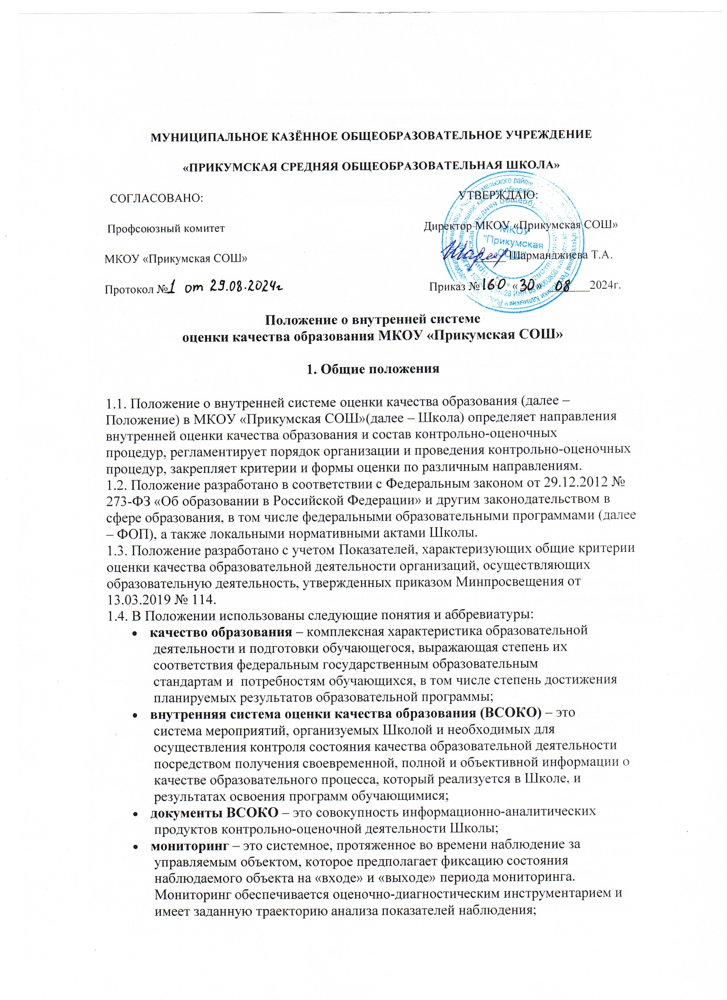 МУНИЦИПАЛЬНОЕ КАЗЁННОЕ ОБЩЕОБРАЗОВАТЕЛЬНОЕ УЧРЕЖДЕНИЕ
«ПРИКУМСКАЯ СРЕДНЯЯ ОБЩЕОБРАЗОВАТЕЛЬНАЯ ШКОЛА»
СОГЛАСОВАНО: УТВЕРЖДАЮ:
Профсоюзный комитет Директор МКОУ «Прикумская СОШ»
МКОУ «Прикумская СОШ» Шарманджиева Т.А.
Протокол № 1 от 29.08.2024г Приказ № 160 «30» 08 2024г.
МКОУ
"Прикумская
СОШ"
Положение о внутренней системе
оценки качества образования МКОУ «Прикумская СОШ»
1. Общие положения
1.1. Положение о внутренней системе оценки качества образования (далее –
Положение) в МКОУ «Прикумская СОШ»(далее – Школа) определяет направления
внутренней оценки качества образования и состав контрольно-оценочных
процедур, регламентирует порядок организации и проведения контрольно-оценочных
процедур, закрепляет критерии и формы оценки по различным направлениям.
1.2. Положение разработано в соответствии с Федеральным законом от 29.12.2012 №
273-ФЗ «Об образовании в Российской Федерации» и другим законодательством в
сфере образования, в том числе федеральными образовательными программами (далее
– ФОП), а также локальными нормативными актами Школы.
1.3. Положение разработано с учетом Показателей, характеризующих общие критерии
оценки качества образовательной деятельности организаций, осуществляющих
образовательную деятельность, утвержденных приказом Минпросвещения от
13.03.2019 № 114.
1.4. В Положении использованы следующие понятия и аббревиатуры:
• качество образования – комплексная характеристика образовательной
деятельности и подготовки обучающегося, выражающая степень их
соответствия федеральным государственным образовательным
стандартам и потребностям обучающихся, в том числе степень достижения
планируемых результатов образовательной программы;
• внутренняя система оценки качества образования (ВСОКО) – это
система мероприятий, организуемых Школой и необходимых для
осуществления контроля состояния качества образовательной деятельности
посредством получения своевременной, полной и объективной информации о
качестве образовательного процесса, который реализуется в Школе, и
результатах освоения программ обучающимися;
• документы ВСОКО – это совокупность информационно-аналитических
продуктов контрольно-оценочной деятельности Школы;
• мониторинг – это системное, протяженное во времени наблюдение за
управляемым объектом, которое предполагает фиксацию состояния
наблюдаемого объекта на «входе» и «выходе» периода мониторинга.
Мониторинг обеспечивается оценочно-диагностическим инструментарием и
имеет заданную траекторию анализа показателей наблюдения;